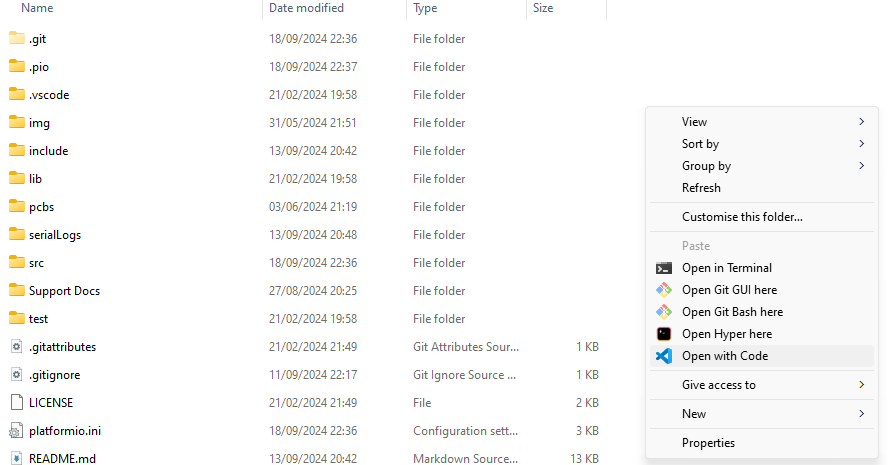 Name Date modified Type Size
.git 18/09/2024 22:36 File folder
.pio 18/09/2024 22:37 File folder
.vscode 21/02/2024 19:58 File folder
img 31/05/2024 21:51 File folder
include 13/09/2024 20:42 File folder
lib 21/02/2024 19:58 File folder
pcbs 03/06/2024 21:19 File folder
serialLogs 13/09/2024 20:48 File folder
src 18/09/2024 22:36 File folder
Support Docs 27/08/2024 20:25 File folder
test 21/02/2024 19:58 File folder
.gitattributes 21/02/2024 21:49 Git Attributes Sour... 1 KB
.gitignore 11/09/2024 22:17 Git Ignore Source ... 1 KB
LICENSE 21/02/2024 21:49 File 2 KB
platformio.ini 18/09/2024 22:36 Configuration sett... 3 KB
README.md 13/09/2024 20:42 Markdown Source... 13 KB
View
Sort by
Group by
Refresh
Customise this folder...
Paste
Open in Terminal
Open Git GUI here
Open Git Bash here
Open Hyper here
Open with Code
Give access to
New
Properties